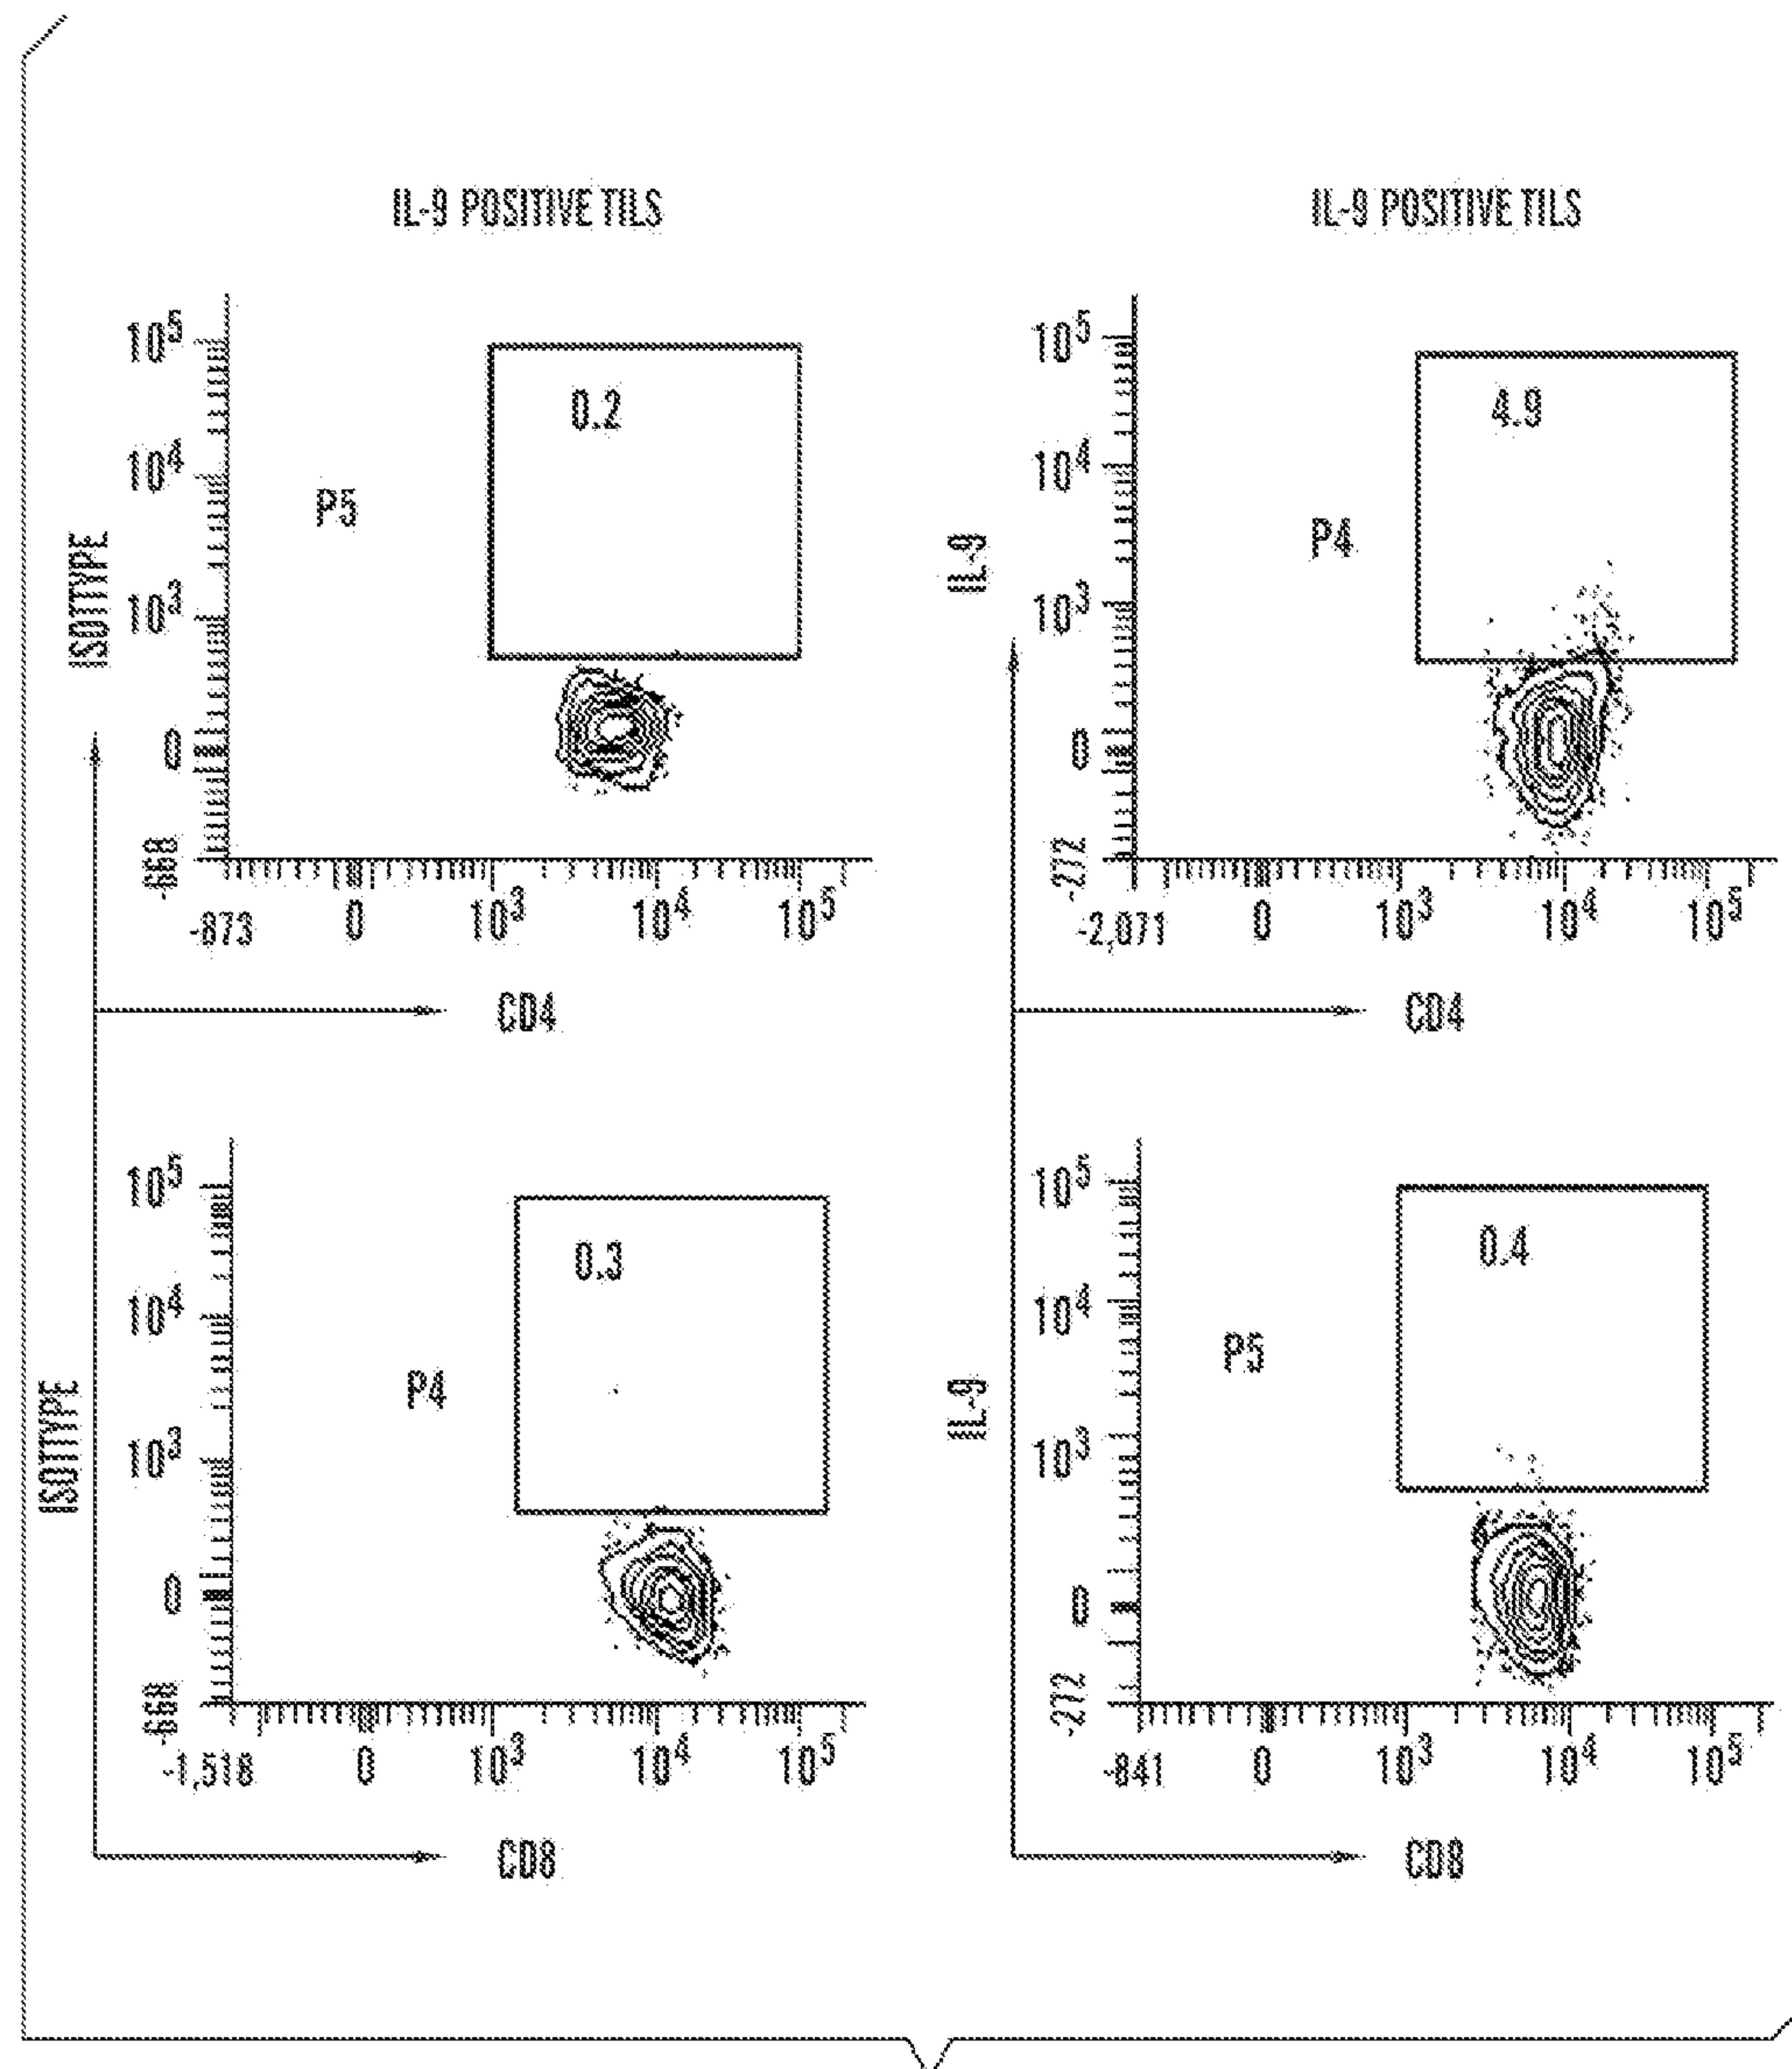 IL-9 POSITIVE TILS
IL-9 POSITIVE TILS
ISOTYPE
10^5
10^4
10^3
0
-668
0.2
P5
-873 0 10^3 10^4 10^5
CD4
IL-9
10^5
10^4
10^3
0
-272
4.9
P4
-2,071 0 10^3 10^4 10^5
CD4
ISOTYPE
10^5
10^4
10^3
0
-668
0.3
P4
-1,518 0 10^3 10^4 10^5
CD8
IL-9
10^5
10^4
10^3
0
-272
0.4
P5
-841 0 10^3 10^4 10^5
CD8